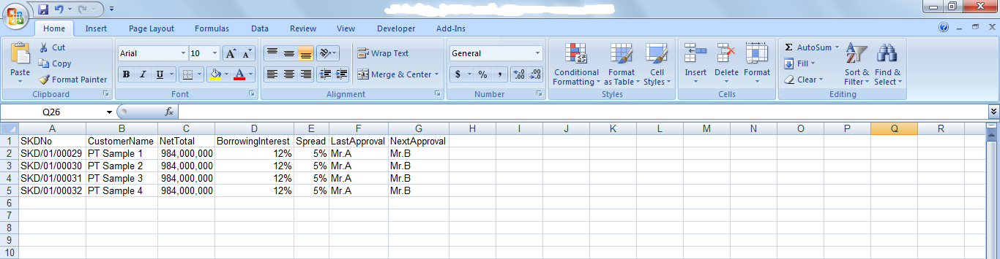 Home Insert Page Layout Formulas Data Review View Developer Add-Ins
Cut
Copy
Format Painter
Paste
Clipboard
Arial 10 A A
B I U A
Font
Wrap Text
Merge & Center
Alignment
General
$ % , .0 .00 .00 .0
Number
Conditional Formatting
Format as Table
Cell Styles
Styles
Insert Delete Format
Cells
Σ AutoSum
Fill
Clear
Sort & Filter
Find & Select
Editing
Q26 fx
A B C D E F G H I J K L M N O P Q R
1 SKDNo CustomerName NetTotal BorrowingInterest Spread LastApproval NextApproval
2 SKD/01/00029 PT Sample 1 984,000,000 12% 5% Mr.A Mr.B
3 SKD/01/00030 PT Sample 2 984,000,000 12% 5% Mr.A Mr.B
4 SKD/01/00031 PT Sample 3 984,000,000 12% 5% Mr.A Mr.B
5 SKD/01/00032 PT Sample 4 984,000,000 12% 5% Mr.A Mr.B
6
7
8
9
10